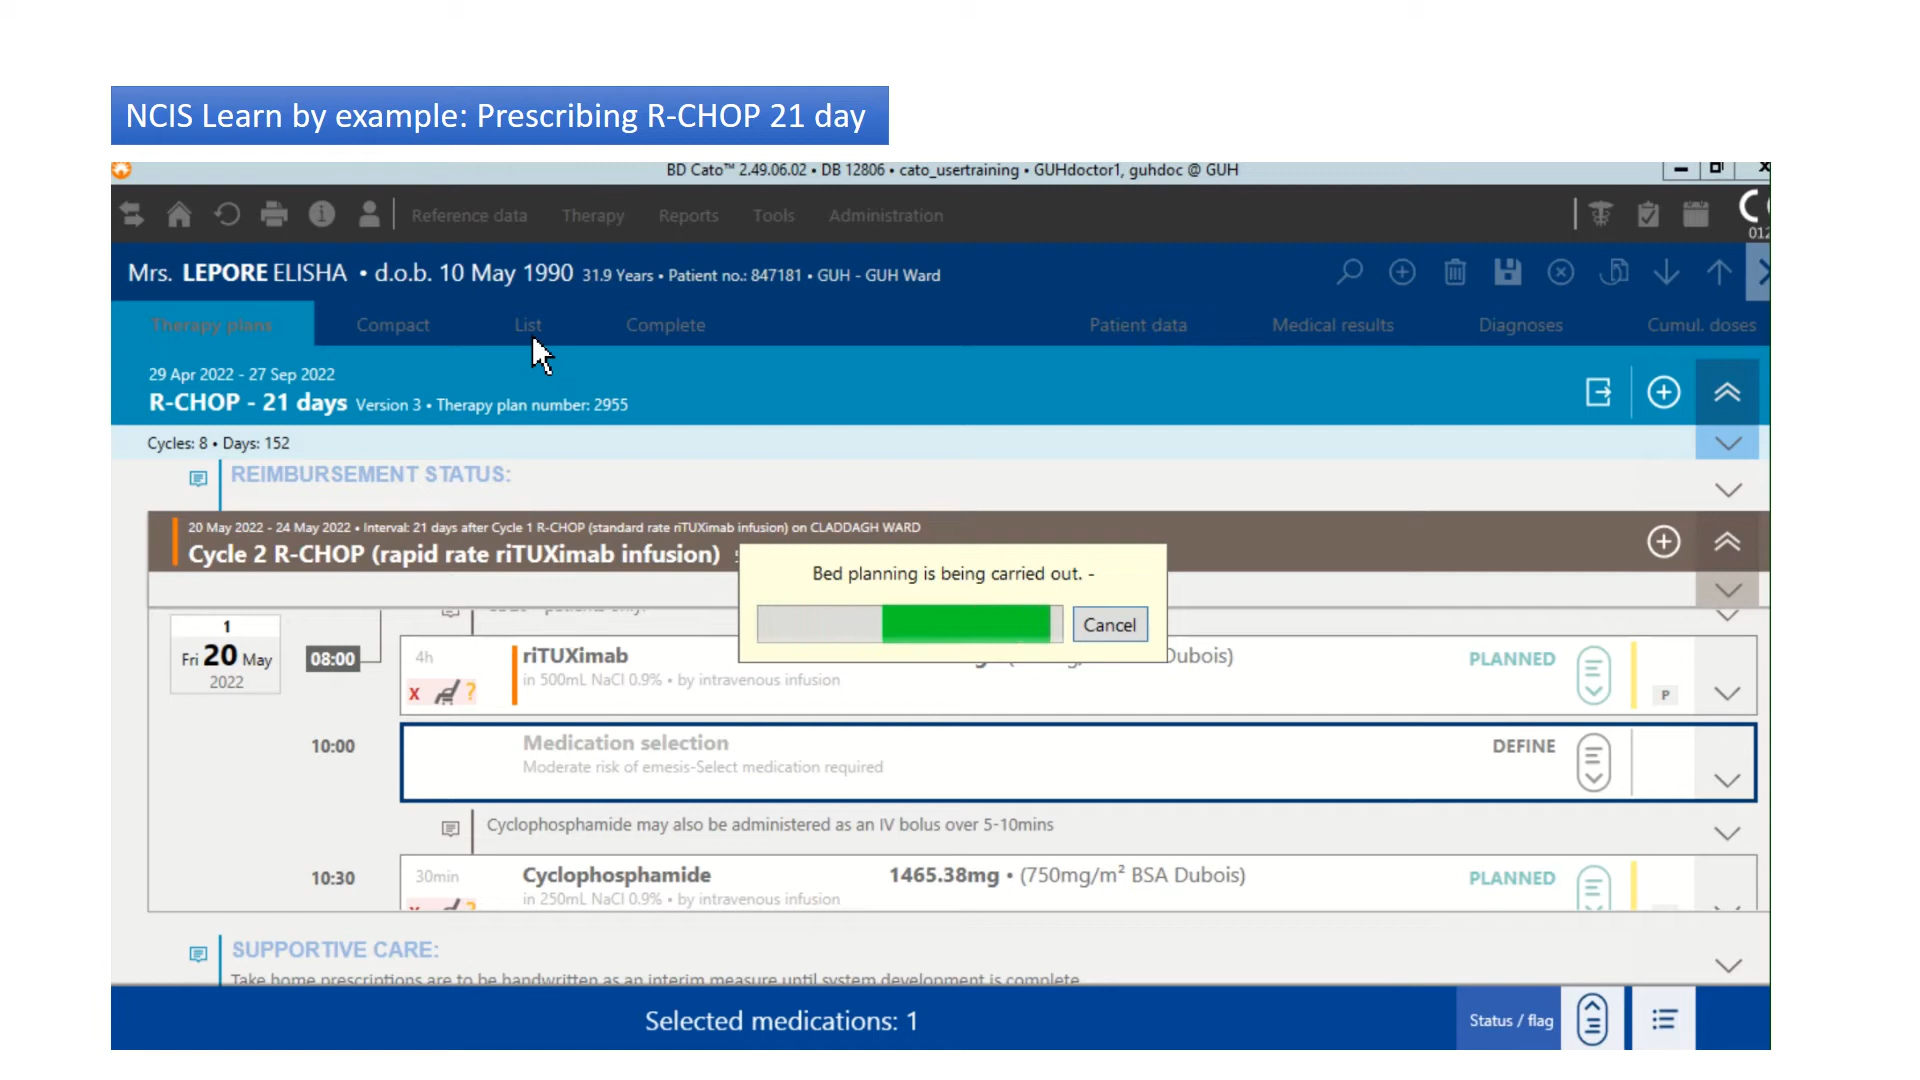 NCIS Learn by example: Prescribing R-CHOP 21 day
BD Cato™ 2.49.06.02 • DB 12806 • cato_usertraining • GUHdoctor1, guhdoc @ GUH
Reference data Therapy Reports Tools Administration
012
Mrs. LEPORE ELISHA • d.o.b. 10 May 1990 31.9 Years • Patient no.: 847181 • GUH - GUH Ward
Therapy plans Compact List Complete Patient data Medical results Diagnoses Cumul. doses
29 Apr 2022 - 27 Sep 2022
R-CHOP - 21 days Version 3 • Therapy plan number: 2955
Cycles: 8 • Days: 152
REIMBURSEMENT STATUS:
20 May 2022 - 24 May 2022 • Interval: 21 days after Cycle 1 R-CHOP (standard rate riTUXimab infusion) on CLADDAGH WARD
Cycle 2 R-CHOP (rapid rate riTUXimab infusion)
Bed planning is being carried out. -
Cancel
1
Fri 20 May
2022
08:00
4h riTUXimab Dubois) PLANNED
in 500mL NaCl 0.9% • by intravenous infusion
X ? P
10:00 Medication selection DEFINE
Moderate risk of emesis-Select medication required
Cyclophosphamide may also be administered as an IV bolus over 5-10mins
10:30 30min Cyclophosphamide 1465.38mg • (750mg/m² BSA Dubois) PLANNED
in 250mL NaCl 0.9% • by intravenous infusion
SUPPORTIVE CARE:
Take home prescriptions are to be handwritten as an interim measure until system development is complete
Selected medications: 1 Status / flag